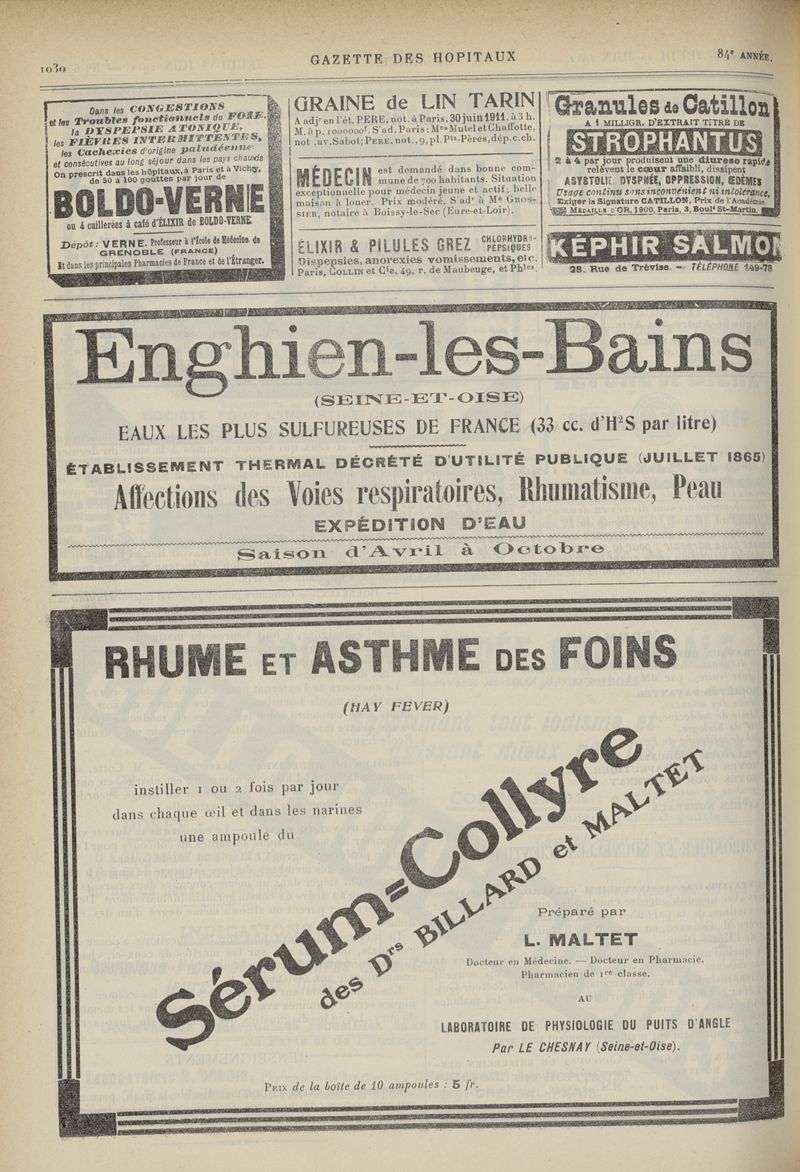 1030
GAZETTE DES HOPITAUX
84e ANNÉE.
Dans les CONGESTIONS
et les Troubles fonctionnels du FOIE,
la DYSPEPSIE ATONIQUE,
les FIÈVRES INTERMITTENTES,
les Cachexies d'origine paludéenne
et consécutives au long séjour dans les pays chauds
On prescrit dans les hôpitaux, à Paris et à Vichy,
de 50 à 100 gouttes par jour de
BOLDO-VERNE
ou 4 cuillerées à café d'ÉLIXIR de BOLDO-VERNE
Dépôt: VERNE, Professeur à l'École de Médecine de
GRENOBLE (FRANCE)
Et dans les principales Pharmacies de France et de l'Étranger.
GRAINE de LIN TARIN
A adjer en l'ét. PERE, not. à Paris, 30 juin 1911, à 3 h.
M. à p. 1000000f. S'ad. Paris: Mes Mutel et Chaffotte,
not, av. Sabot; PERE, not., 9, pl. Pts-Pères, dép. c. ch.
MÉDECIN est demandé dans bonne com-
mune de 700 habitants. Situation
exceptionnelle pour médecin jeune et actif; belle
maison à louer. Prix modéré. S'adr à Me GROS-
SIER, notaire à Boissy-le-Sec (Eure-et-Loir).
ÉLIXIR & PILULES GREZ CHLORHYDRO-
PEPSIQUES
Dyspepsies, anorexies vomissements, etc.
Paris, COLLIN et Cie, 49, r. de Maubeuge, et Phies
Granules de Catillon
A 1 MILLIGR. D'EXTRAIT TITRÉ DE
STROPHANTUS
2 à 4 par jour produisent une diurese rapide
relèvent le cœur affaibli, dissipent
ASYSTOLIE, DYSPNÉE, OPPRESSION, ŒDÈMES
Usage continu sans inconvénient ni intolérance.
Exiger la Signature CATILLON, Prix de l'Académie.
MÉDAILLE D'OR, 1900, Paris, 3, Bould St-Martin.
KÉPHIR SALMON
28, Rue de Trévise. — TÉLÉPHONE 149-78
Enghien-les-Bains
(SEINE-ET-OISE)
EAUX LES PLUS SULFUREUSES DE FRANCE (33 cc. d'H2S par litre)
ÉTABLISSEMENT THERMAL DÉCRÉTÉ D'UTILITÉ PUBLIQUE (JUILLET 1865)
Affections des Voies respiratoires, Rhumatisme, Peau
EXPÉDITION D'EAU
Saison d'Avril à Octobre
RHUME ET ASTHME DES FOINS
(HAY FEVER)
instiller 1 ou 2 fois par jour
dans chaque œil et dans les narines
une ampoule du
Sérum-Collyre
des Drs BILLARD et MALTET
Préparé par
L. MALTET
Docteur en Médecine. — Docteur en Pharmacie.
Pharmacien de 1re classe.
AU
LABORATOIRE DE PHYSIOLOGIE DU PUITS D'ANGLE
Par LE CHESNAY (Seine-et-Oise).
PRIX de la boîte de 10 ampoules : 5 fr.